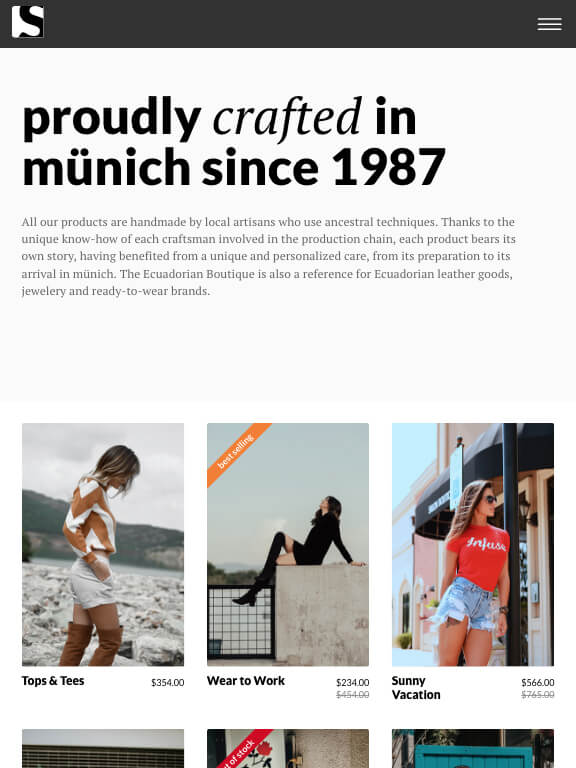 S
proudly crafted in
münich since 1987
All our products are handmade by local artisans who use ancestral techniques. Thanks to the
unique know-how of each craftsman involved in the production chain, each product bears its
own story, having benefited from a unique and personalized care, from its preparation to its
arrival in münich. The Ecuadorian Boutique is also a reference for Ecuadorian leather goods,
jewelery and ready-to-wear brands.
best selling
Infuse
Tops & Tees
$354.00
Wear to Work
$234.00
$454.00
Sunny
Vacation
$566.00
$765.00
of stock